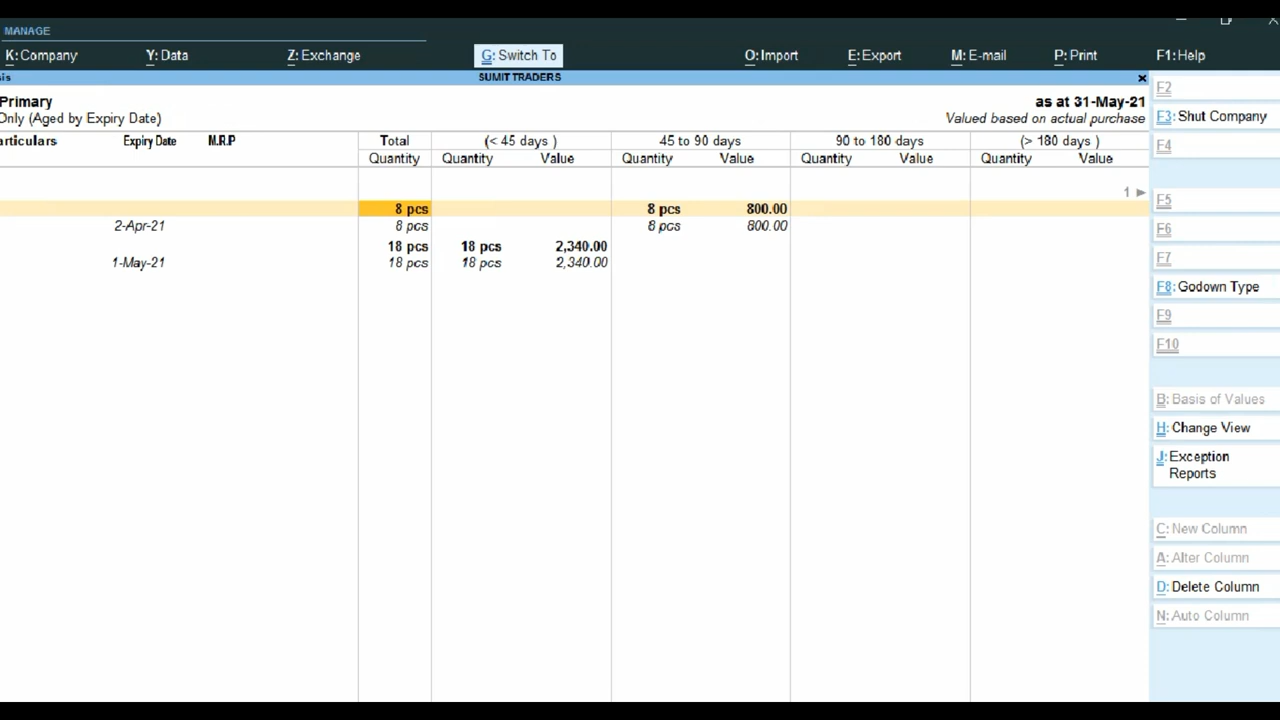 MANAGE
K: Company Y: Data Z: Exchange G: Switch To O: Import E: Export M: E-mail P: Print F1: Help
sis SUMIT TRADERS
Primary as at 31-May-21
Only (Aged by Expiry Date) Valued based on actual purchase
articulars Expiry Date M.R.P Total (< 45 days ) 45 to 90 days 90 to 180 days (> 180 days )
Quantity Quantity Value Quantity Value Quantity Value Quantity Value
1
8 pcs 8 pcs 800.00
2-Apr-21 8 pcs 8 pcs 800.00
18 pcs 18 pcs 2,340.00
1-May-21 18 pcs 18 pcs 2,340.00
F2
F3: Shut Company
F4
F5
F6
F7
F8: Godown Type
F9
F10
B: Basis of Values
H: Change View
J: Exception
Reports
C: New Column
A: Alter Column
D: Delete Column
N: Auto Column